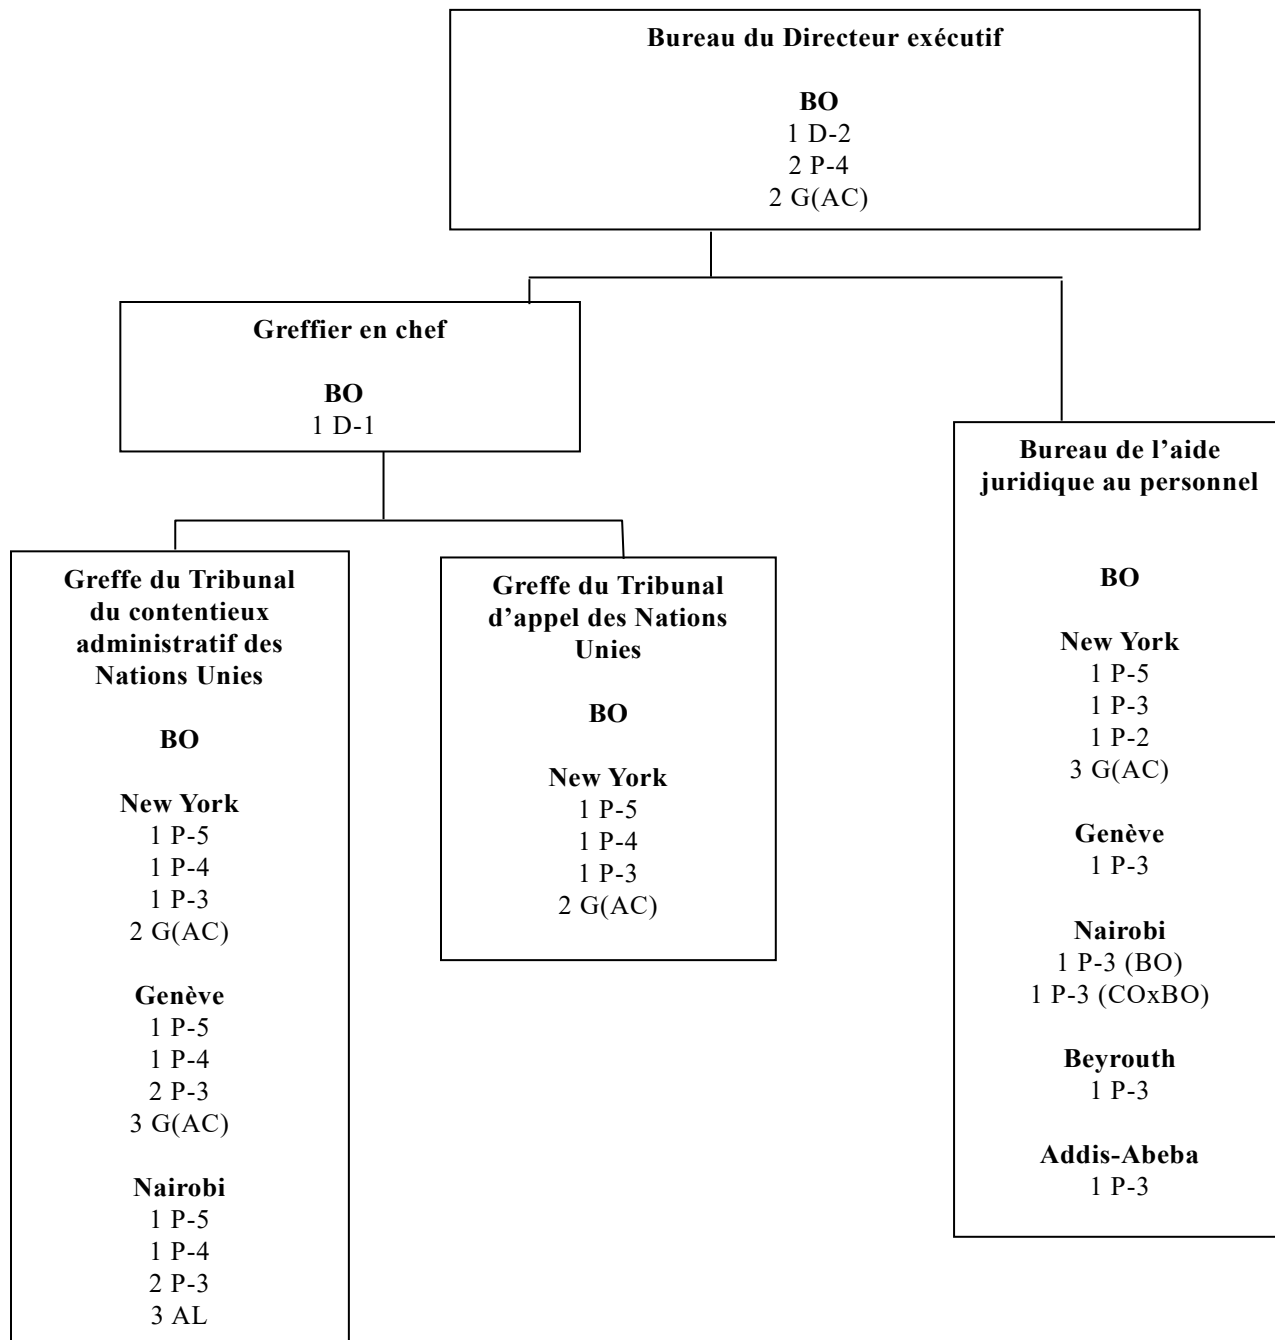 Bureau du Directeur exécutif
BO
1 D-2
2 P-4
2 G(AC)
Greffier en chef
BO
1 D-1
Greffe du Tribunal
du contentieux
administratif des
Nations Unies
BO
New York
1 P-5
1 P-4
1 P-3
2 G(AC)
Genève
1 P-5
1 P-4
2 P-3
3 G(AC)
Nairobi
1 P-5
1 P-4
2 P-3
3 AL
Greffe du Tribunal
d’appel des Nations
Unies
BO
New York
1 P-5
1 P-4
1 P-3
2 G(AC)
Bureau de l’aide
juridique au personnel
BO
New York
1 P-5
1 P-3
1 P-2
3 G(AC)
Genève
1 P-3
Nairobi
1 P-3 (BO)
1 P-3 (COxBO)
Beyrouth
1 P-3
Addis-Abeba
1 P-3